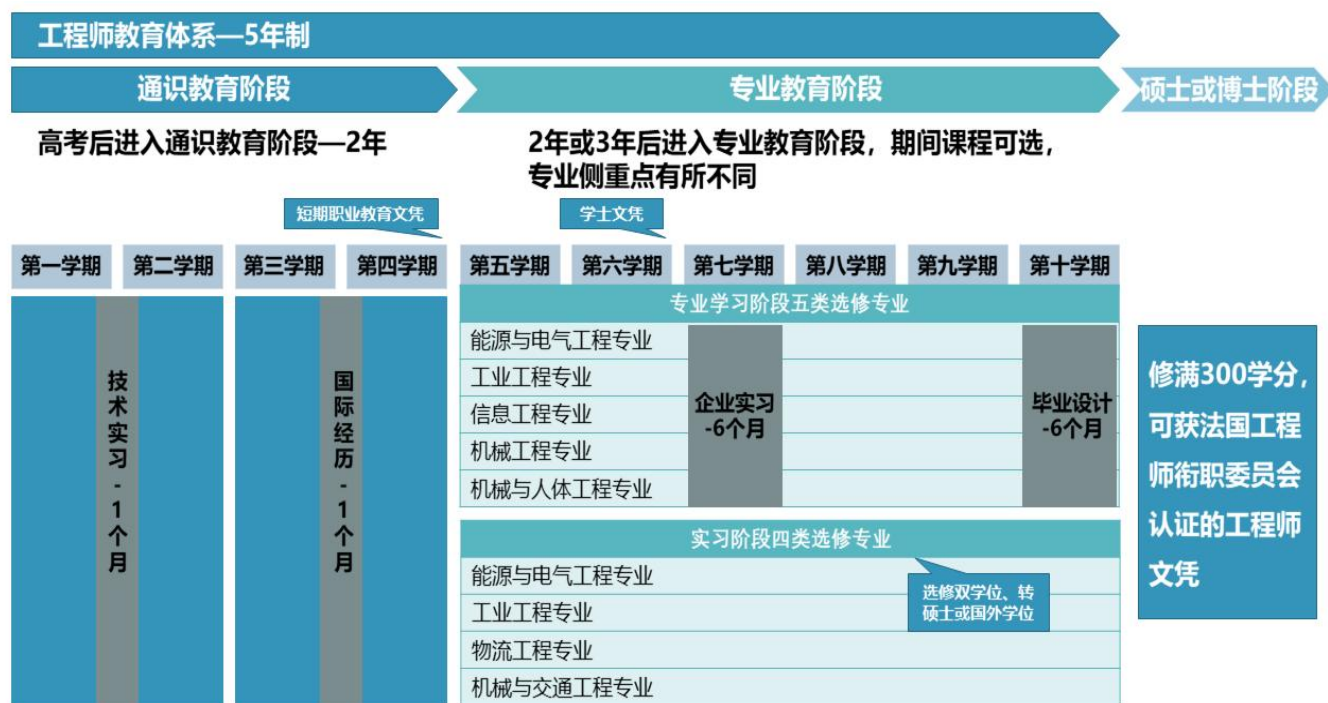 工程师教育体系—5年制
通识教育阶段
专业教育阶段
硕士或博士阶段
高考后进入通识教育阶段—2年
2年或3年后进入专业教育阶段，期间课程可选，
专业侧重点有所不同
短期职业教育文凭
学士文凭
第一学期
第二学期
第三学期
第四学期
第五学期
第六学期
第七学期
第八学期
第九学期
第十学期
技术实习-1个月
国际经历-1个月
专业学习阶段五类选修专业
能源与电气工程专业
工业工程专业
信息工程专业
机械工程专业
机械与人体工程专业
企业实习
-6个月
毕业设计
-6个月
实习阶段四类选修专业
能源与电气工程专业
工业工程专业
物流工程专业
机械与交通工程专业
选修双学位、转
硕士或国外学位
修满300学分，
可获法国工程
师衔职委员会
认证的工程师
文凭